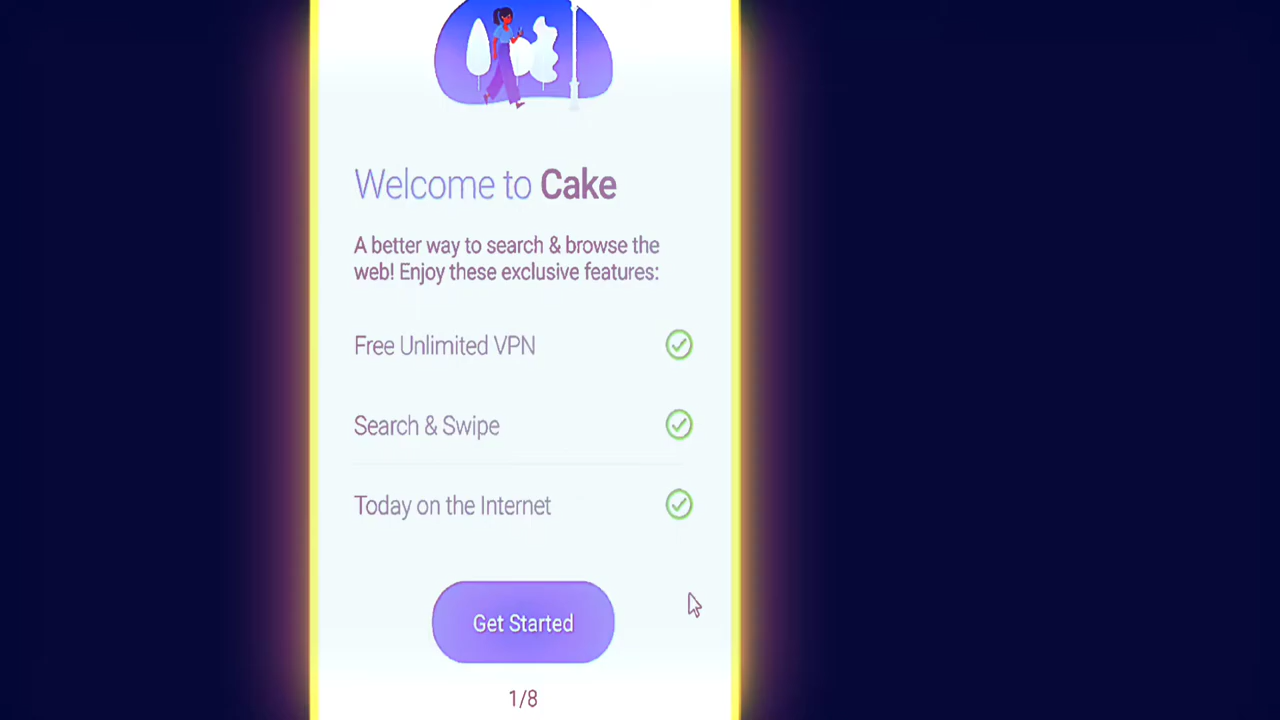 Welcome to Cake
A better way to search & browse the
web! Enjoy these exclusive features:
Free Unlimited VPN
Search & Swipe
Today on the Internet
Get Started
1/8